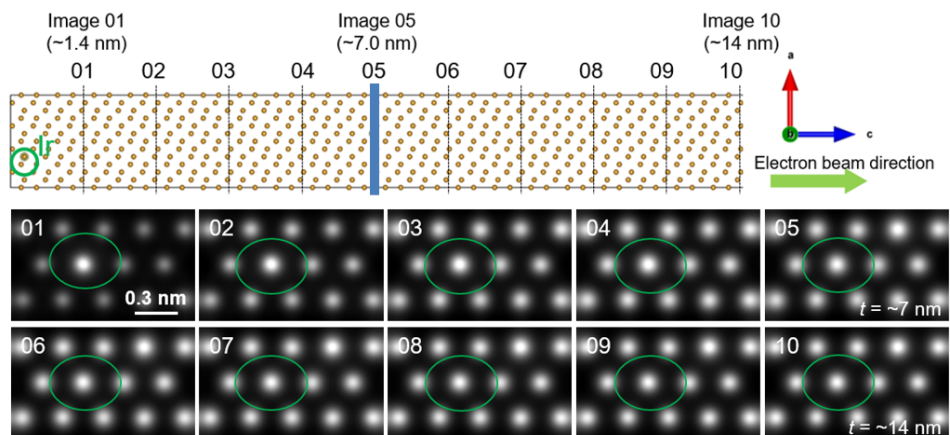 Image 01
(~1.4 nm)
Image 05
(~7.0 nm)
Image 10
(~14 nm)
01 02 03 04 05 06 07 08 09 10
a
b
c
Ir
Electron beam direction
01 02 03 04 05
0.3 nm
t = ~7 nm
06 07 08 09 10
t = ~14 nm